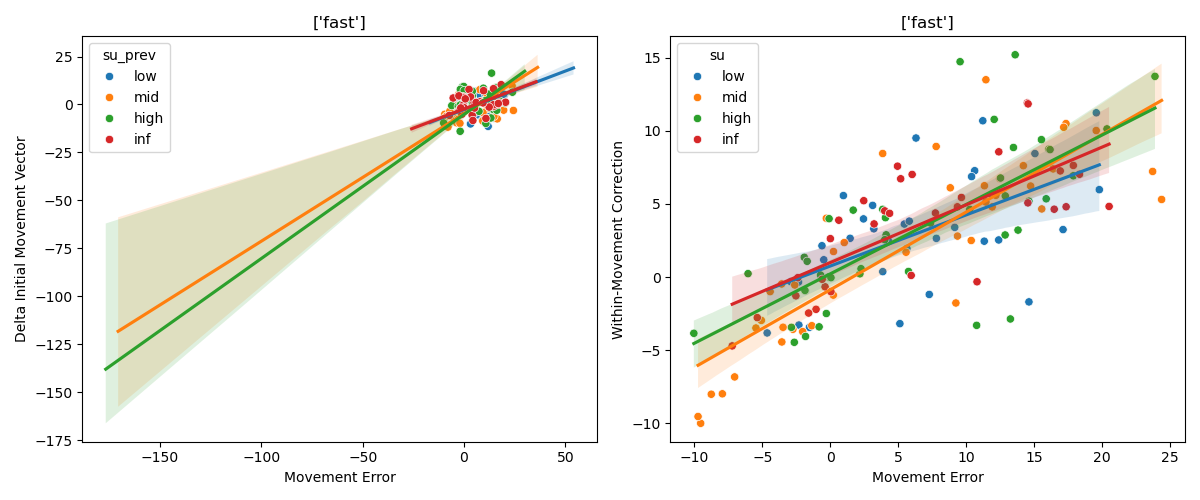 ['fast']
Delta Initial Movement Vector
25
0
−25
−50
−75
−100
−125
−150
−175
su_prev
low
mid
high
inf
−150
−100
−50
0
50
Movement Error
['fast']
Within-Movement Correction
15
10
5
0
−5
−10
su
low
mid
high
inf
−10
−5
0
5
10
15
20
25
Movement Error